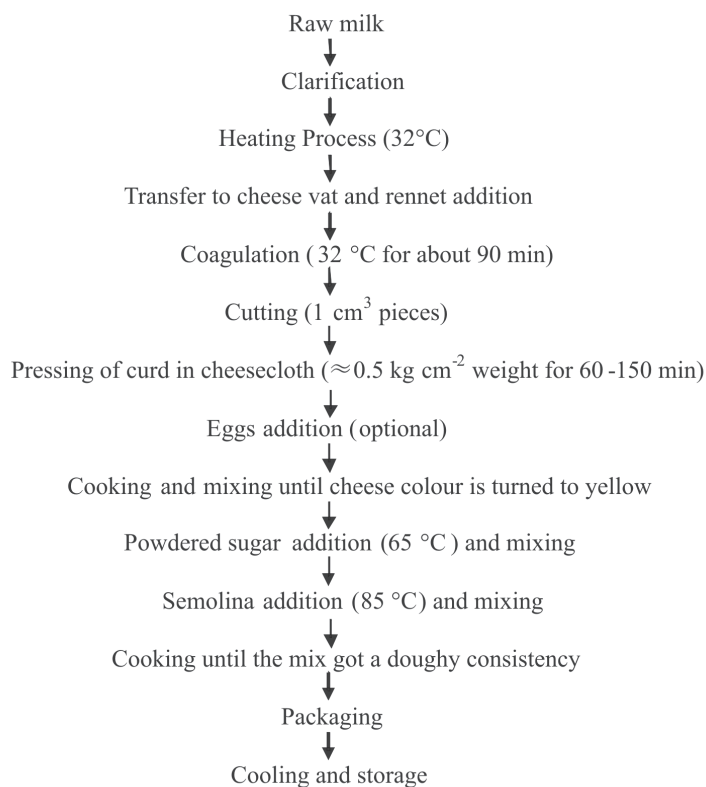 Raw milk
Clarification
Heating Process (32°C)
Transfer to cheese vat and rennet addition
Coagulation (32 °C for about 90 min)
Cutting (1 cm³ pieces)
Pressing of curd in cheesecloth (≈0.5 kg cm⁻² weight for 60-150 min)
Eggs addition (optional)
Cooking and mixing until cheese colour is turned to yellow
Powdered sugar addition (65 °C) and mixing
Semolina addition (85 °C) and mixing
Cooking until the mix got a doughy consistency
Packaging
Cooling and storage